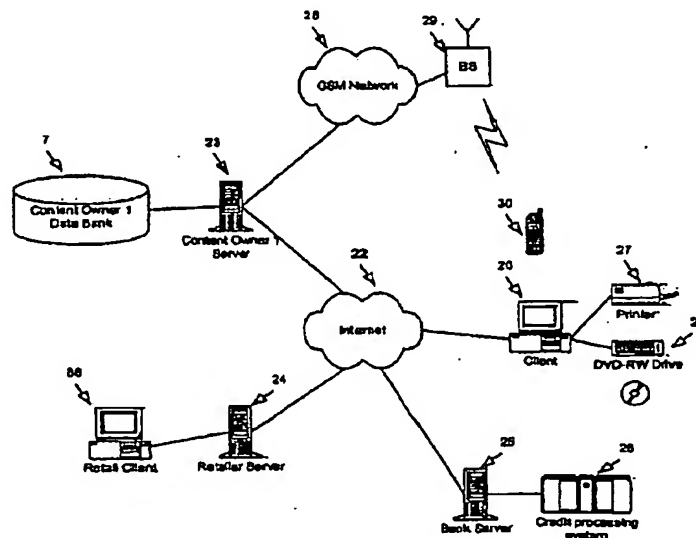 28
29
BS
GSM Network
7
23
30
Content Owner 1
Data Bank
Content Owner 1
Server
22
20
27
Printer
Internet
Client
2
DVD-RW Drive
24
Retail Client
Retailer Server
25
26
Bank Server
Credit processing
system